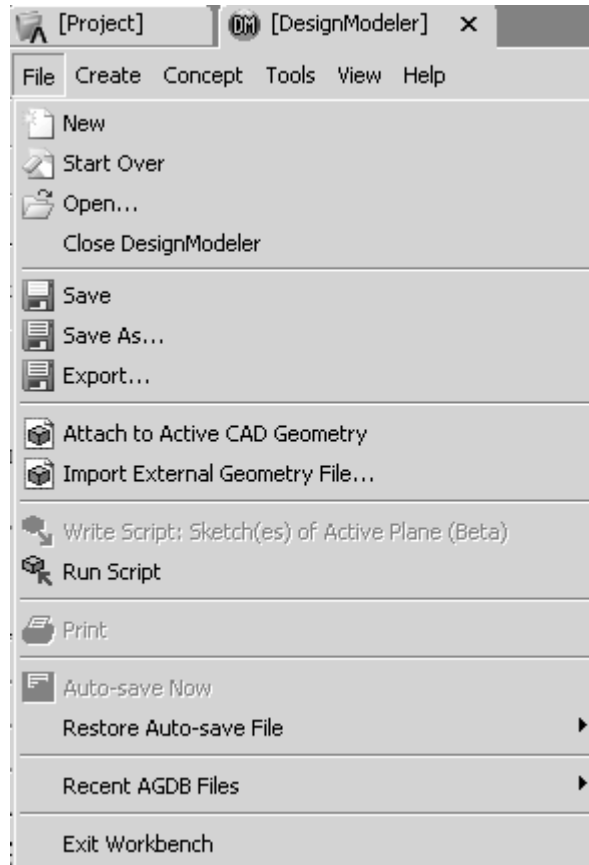 [Project] DM [DesignModeler]
File Create Concept Tools View Help
New
Start Over
Open...
Close DesignModeler
Save
Save As...
Export...
Attach to Active CAD Geometry
Import External Geometry File...
Write Script: Sketch(es) of Active Plane (Beta)
Run Script
Print
Auto-save Now
Restore Auto-save File
Recent AGDB Files
Exit Workbench